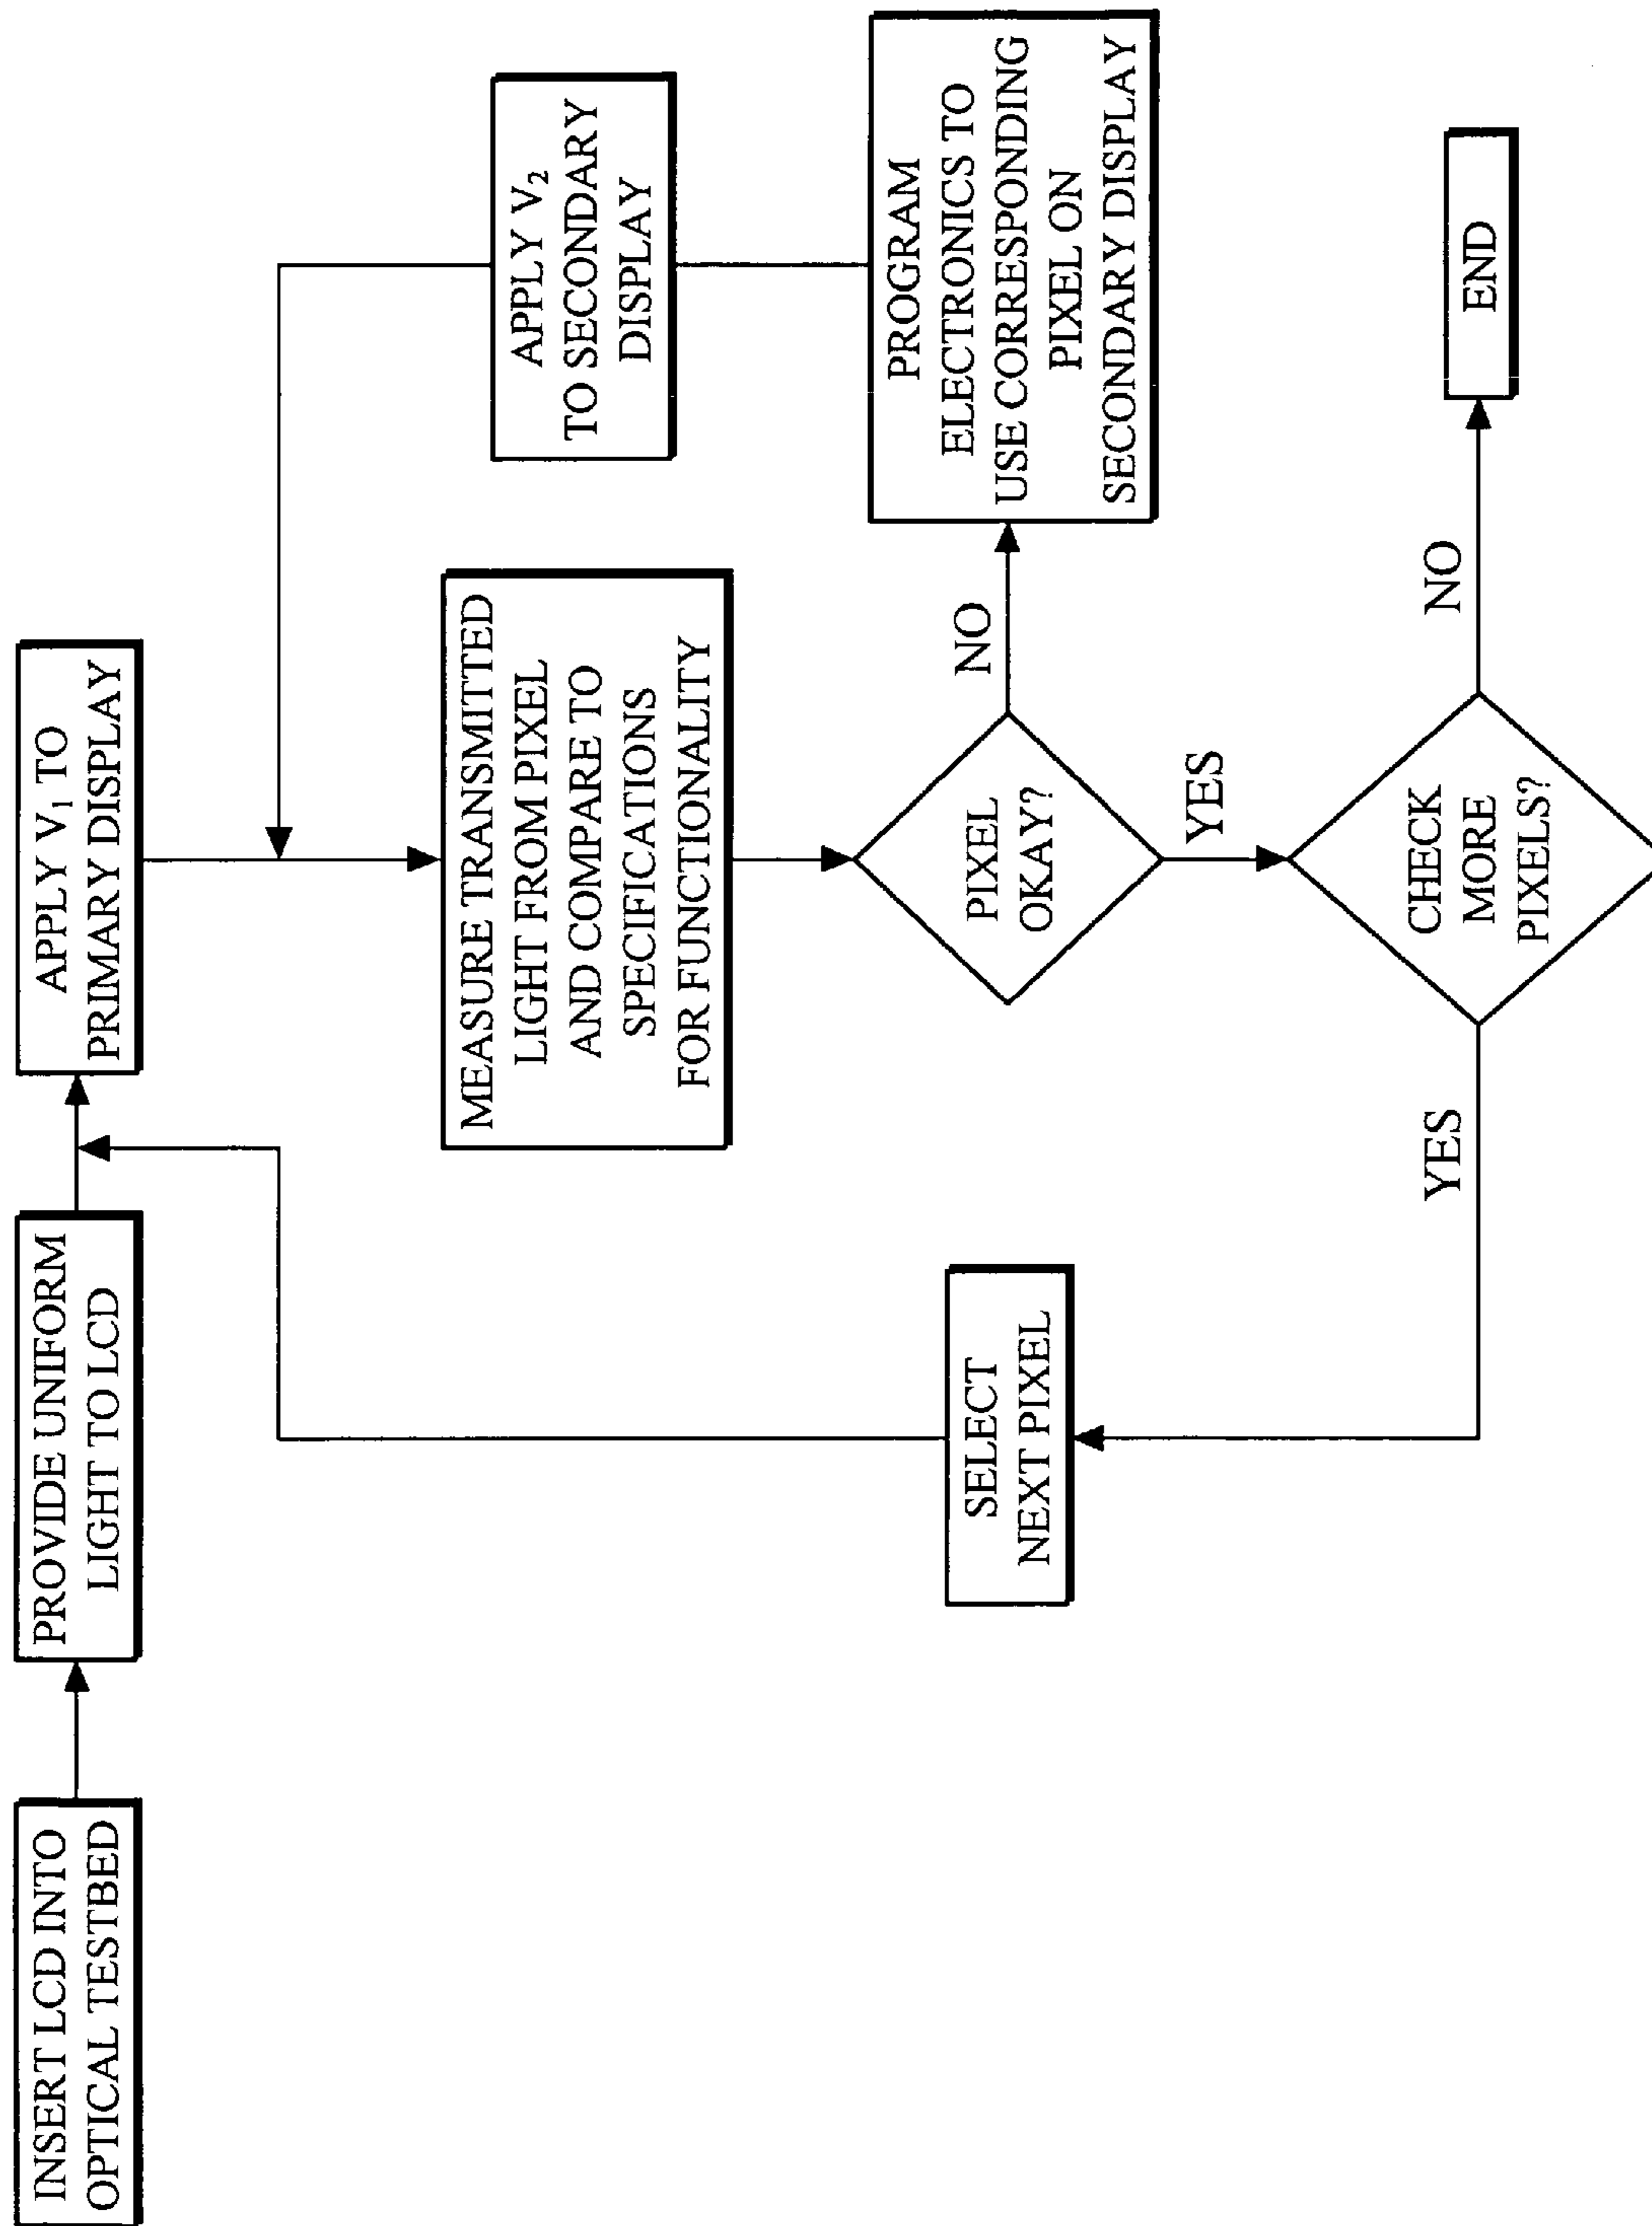 INSERT LCD INTO
OPTICAL TESTBED
PROVIDE UNIFORM
LIGHT TO LCD
APPLY V₁ TO
PRIMARY DISPLAY
MEASURE TRANSMITTED
LIGHT FROM PIXEL
AND COMPARE TO
SPECIFICATIONS
FOR FUNCTIONALITY
APPLY V₂
TO SECONDARY
DISPLAY
PIXEL
OKAY?
NO
PROGRAM
ELECTRONICS TO
USE CORRESPONDING
PIXEL ON
SECONDARY DISPLAY
YES
SELECT
NEXT PIXEL
YES
CHECK
MORE
PIXELS?
NO
END